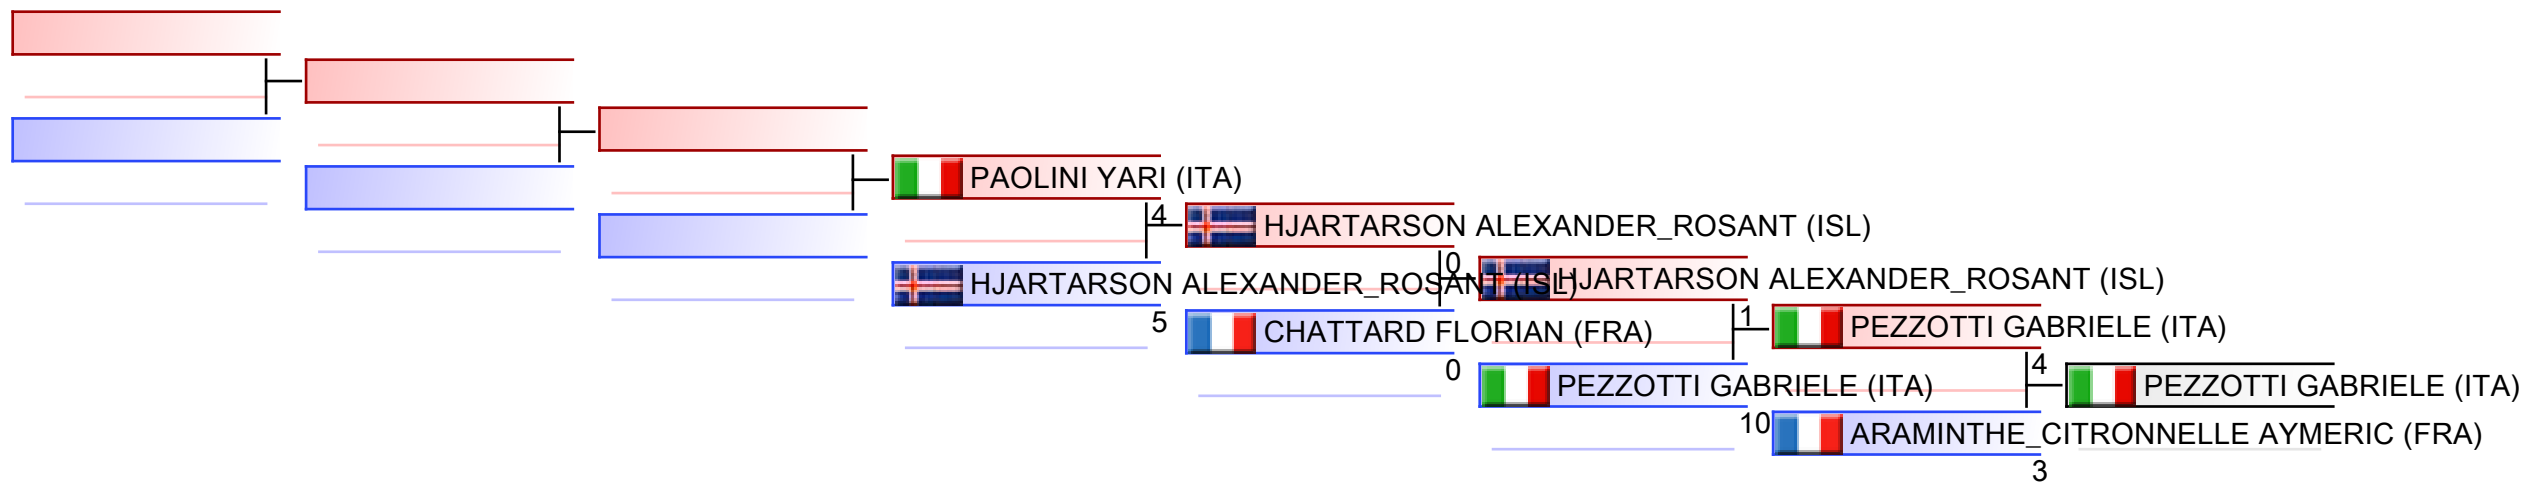 PAOLINI YARI (ITA)
4
HJARTARSON ALEXANDER_ROSANT (ISL)
5
HJARTARSON ALEXANDER_ROSANT (ISL)
0
CHATTARD FLORIAN (FRA)
0
HJARTARSON ALEXANDER_ROSANT (ISL)
1
PEZZOTTI GABRIELE (ITA)
10
PEZZOTTI GABRIELE (ITA)
4
ARAMINTHE_CITRONNELLE AYMERIC (FRA)
3
PEZZOTTI GABRIELE (ITA)